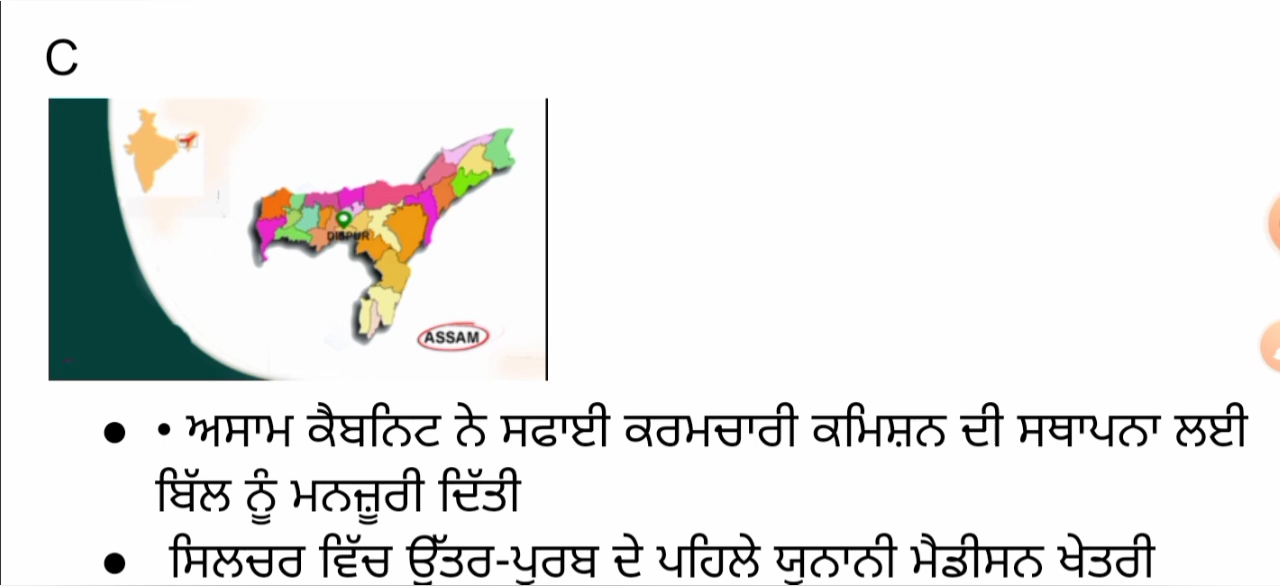 C
DISPUR
ASSAM
● • ਅਸਾਮ ਕੈਬਨਿਟ ਨੇ ਸਫਾਈ ਕਰਮਚਾਰੀ ਕਮਿਸ਼ਨ ਦੀ ਸਥਾਪਨਾ ਲਈ
ਬਿੱਲ ਨੂੰ ਮਨਜ਼ੂਰੀ ਦਿੱਤੀ
● ਸਿਲਚਰ ਵਿੱਚ ਉੱਤਰ-ਪੁਰਬ ਦੇ ਪਹਿਲੇ ਯੁਨਾਨੀ ਮੈਡੀਸਨ ਖੇਤਰੀ